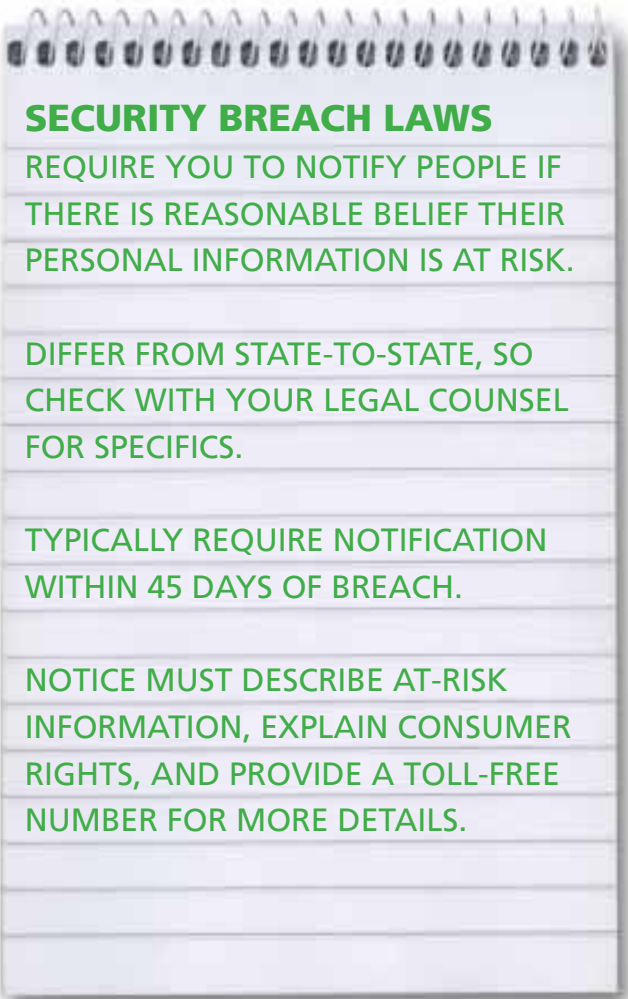 SECURITY BREACH LAWS
REQUIRE YOU TO NOTIFY PEOPLE IF
THERE IS REASONABLE BELIEF THEIR
PERSONAL INFORMATION IS AT RISK.
DIFFER FROM STATE-TO-STATE, SO
CHECK WITH YOUR LEGAL COUNSEL
FOR SPECIFICS.
TYPICALLY REQUIRE NOTIFICATION
WITHIN 45 DAYS OF BREACH.
NOTICE MUST DESCRIBE AT-RISK
INFORMATION, EXPLAIN CONSUMER
RIGHTS, AND PROVIDE A TOLL-FREE
NUMBER FOR MORE DETAILS.